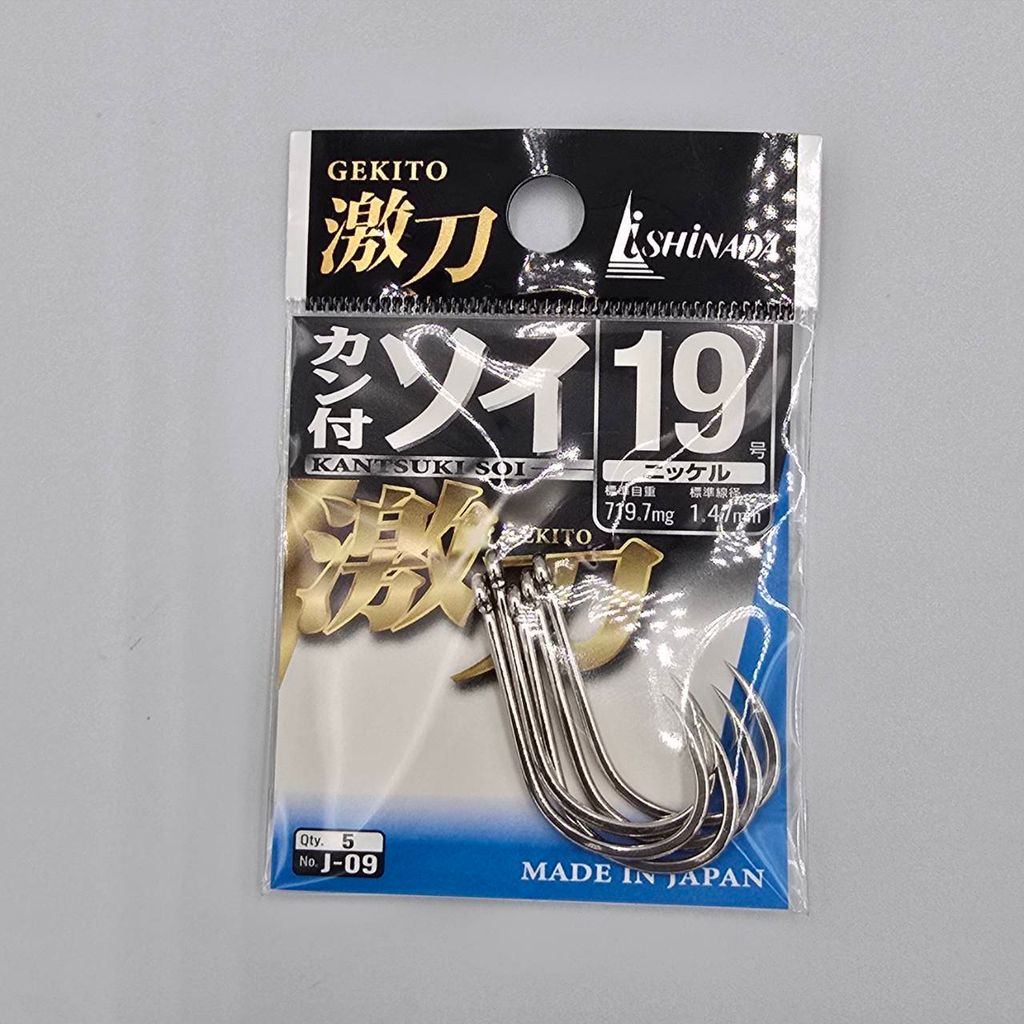 GEKITO
激刀
iSHiNADA
カン付
ソイ
KANTSUKI SOI
19号
ニッケル
標準自重 標準線径
719.7mg 1.47mm
激刀
GEKITO
Qty. 5
No. J-09
MADE IN JAPAN